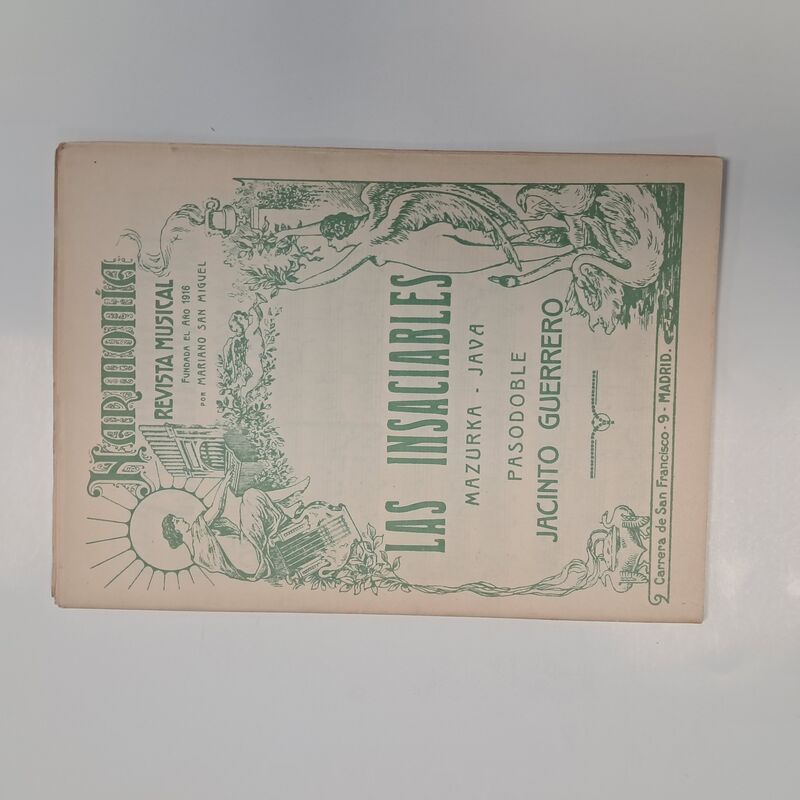 Harmonía
REVISTA MUSICAL
FUNDADA EL AÑO 1916
POR MARIANO SAN MIGUEL
LAS INSACIABLES
MAZURKA - JAVA
PASODOBLE
JACINTO GUERRERO
Carrera de San Francisco - 9 - MADRID.